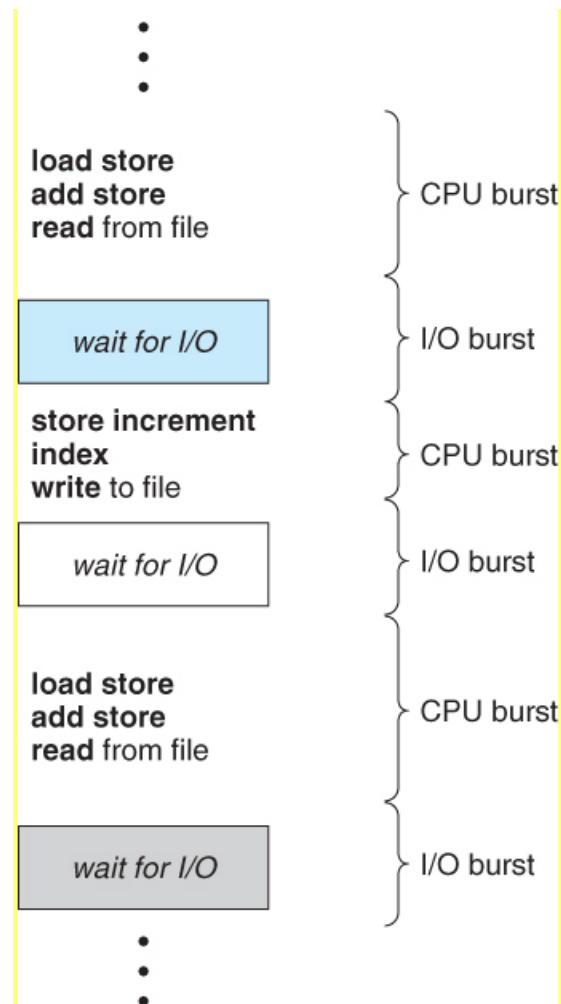 load store
add store
read from file
CPU burst
wait for I/O
I/O burst
store increment
index
write to file
CPU burst
wait for I/O
I/O burst
load store
add store
read from file
CPU burst
wait for I/O
I/O burst